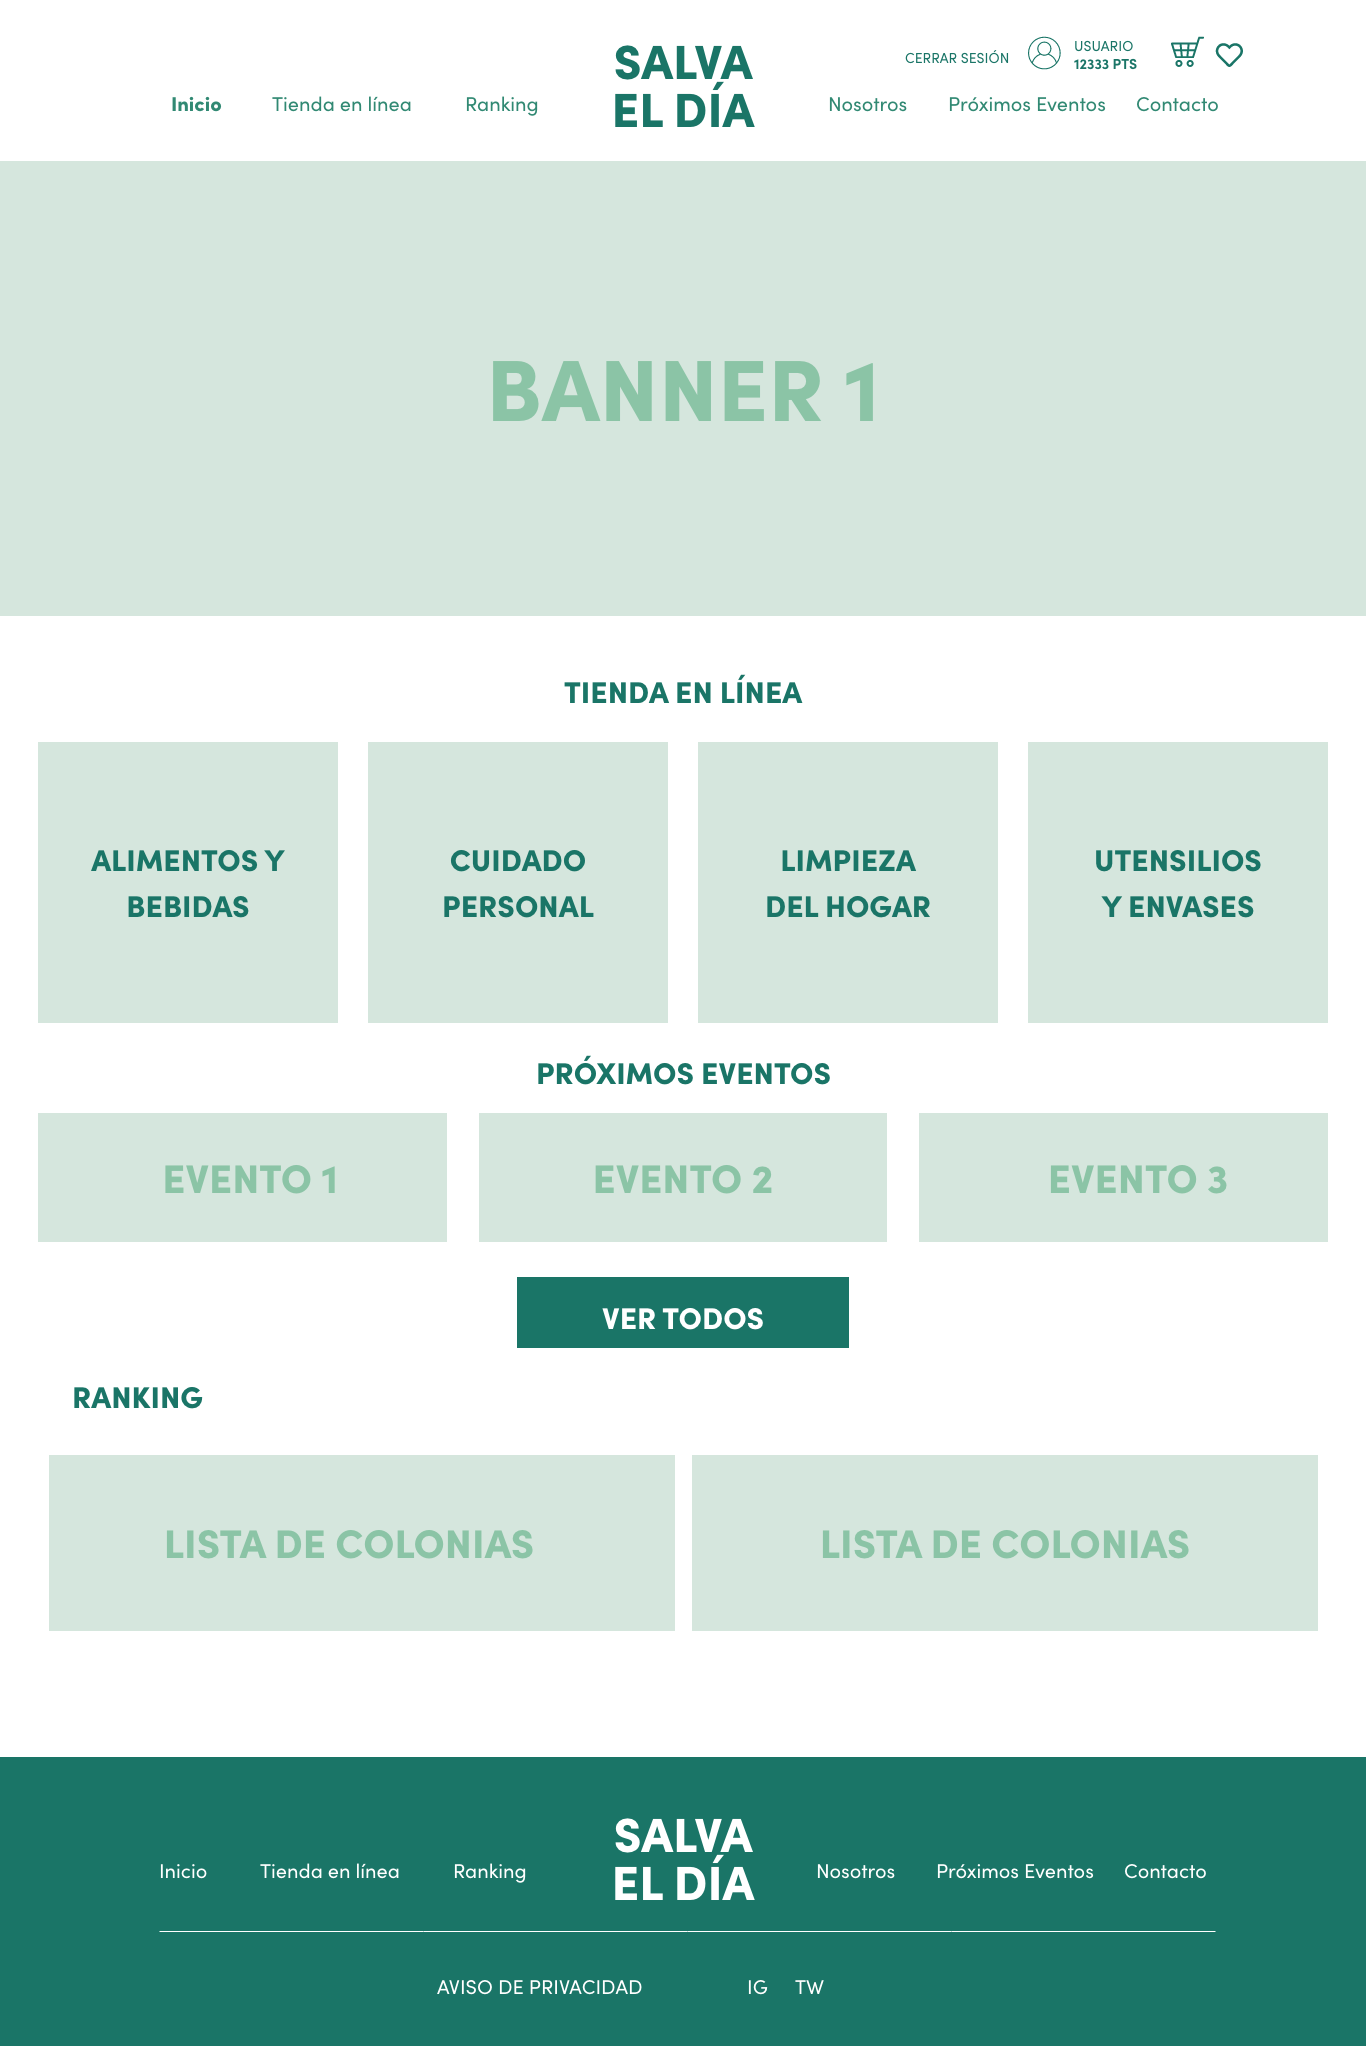 CERRAR SESIÓN
USUARIO
12333 PTS
SALVA
EL DÍA
Inicio
Tienda en línea
Ranking
Nosotros
Próximos Eventos
Contacto
BANNER 1
TIENDA EN LÍNEA
ALIMENTOS Y
BEBIDAS
CUIDADO
PERSONAL
LIMPIEZA
DEL HOGAR
UTENSILIOS
Y ENVASES
PRÓXIMOS EVENTOS
EVENTO 1
EVENTO 2
EVENTO 3
VER TODOS
RANKING
LISTA DE COLONIAS
LISTA DE COLONIAS
SALVA
EL DÍA
Inicio
Tienda en línea
Ranking
Nosotros
Próximos Eventos
Contacto
AVISO DE PRIVACIDAD
IG
TW